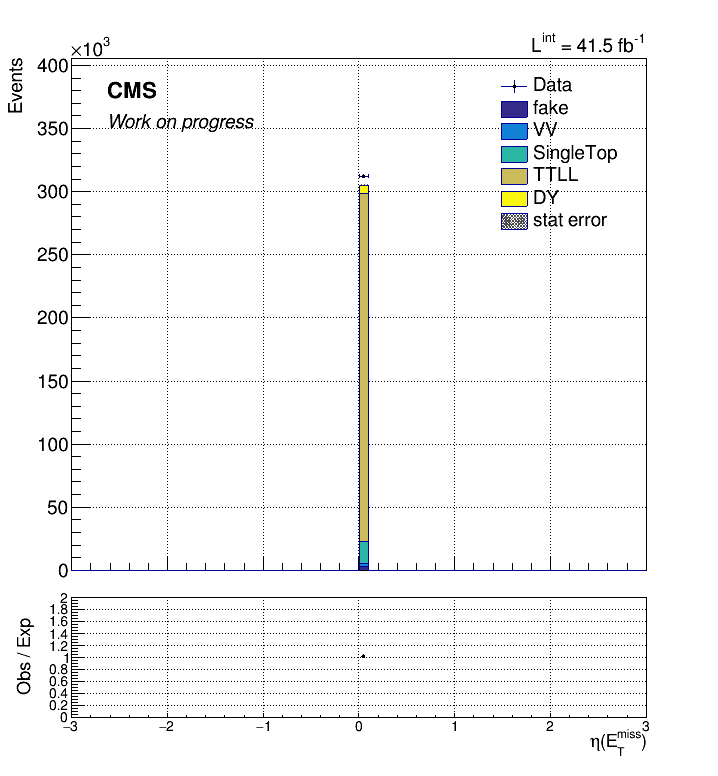 ×10³
L^int = 41.5 fb⁻¹
Events
400
350
300
250
200
150
100
50
0
CMS
Work on progress
Data
fake
VV
SingleTop
TTLL
DY
stat error
Obs / Exp
2
1.8
1.6
1.4
1.2
1
0.8
0.6
0.4
0.2
0
−3 −2 −1 0 1 2 3
η(E_T^miss)